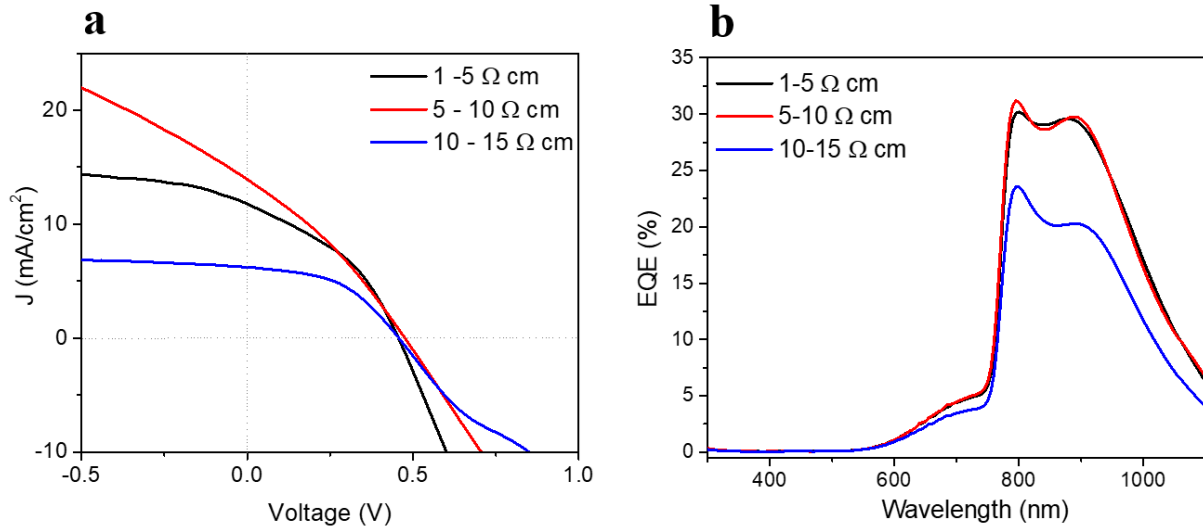 a
1 -5 Ω cm
5 - 10 Ω cm
10 - 15 Ω cm
20
10
0
-10
J (mA/cm²)
-0.5
0.0
0.5
1.0
Voltage (V)
b
1-5 Ω cm
5-10 Ω cm
10-15 Ω cm
35
30
25
20
15
10
5
0
EQE (%)
400
600
800
1000
Wavelength (nm)